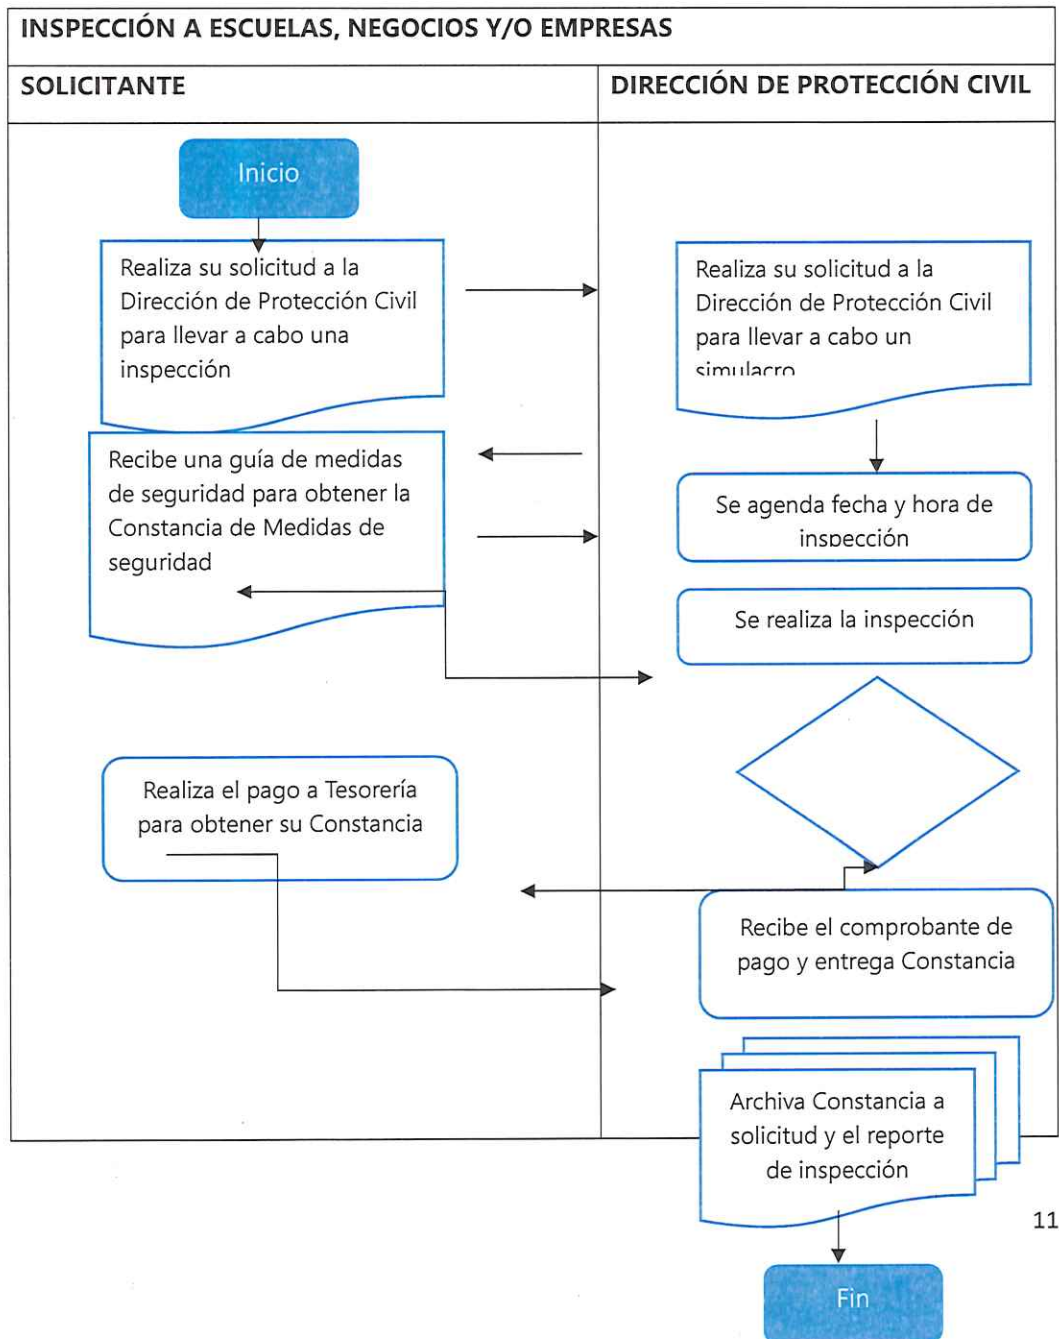 INSPECCIÓN A ESCUELAS, NEGOCIOS Y/O EMPRESAS
SOLICITANTE
DIRECCIÓN DE PROTECCIÓN CIVIL
Inicio
Realiza su solicitud a la
Dirección de Protección Civil
para llevar a cabo una
inspección
Realiza su solicitud a la
Dirección de Protección Civil
para llevar a cabo un
simulacro
Recibe una guía de medidas
de seguridad para obtener la
Constancia de Medidas de
seguridad
Se agenda fecha y hora de
inspección
Se realiza la inspección
Realiza el pago a Tesorería
para obtener su Constancia
Recibe el comprobante de
pago y entrega Constancia
Archiva Constancia a
solicitud y el reporte
de inspección
11
Fin